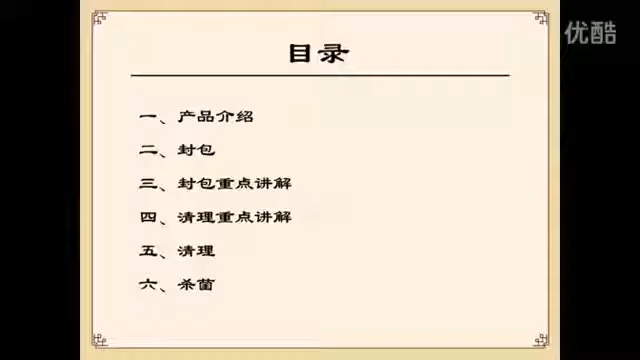 优酷
目录
一、产品介绍
二、封包
三、封包重点讲解
四、清理重点讲解
五、清理
六、杀菌